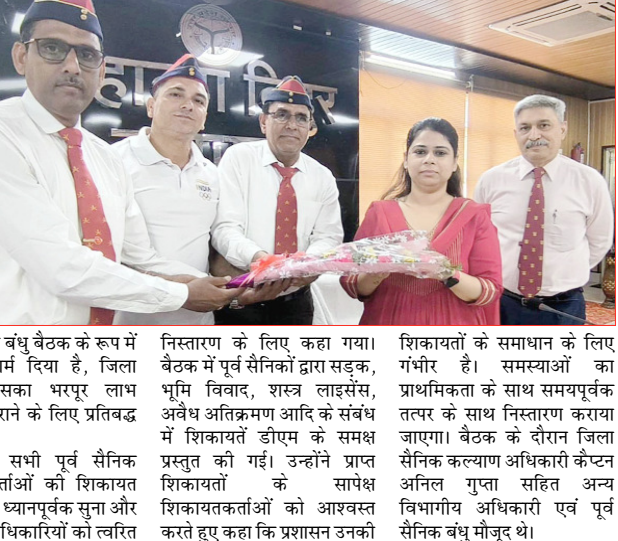 INDIA
बंधु बैठक के रूप में
दिया है, जिला
भरपूर लाभ
के लिए प्रतिबद्ध
सभी पूर्व सैनिक
की शिकायत
ध्यानपूर्वक सुना और
को त्वरित
निस्तारण के लिए कहा गया।
बैठक में पूर्व सैनिकों द्वारा सड़क,
भूमि विवाद, शस्त्र लाइसेंस,
अवैध अतिक्रमण आदि के संबंध
में शिकायतें डीएम के समक्ष
प्रस्तुत की गई। उन्होंने प्राप्त
शिकायतों के सापेक्ष
शिकायतकर्ताओं को आश्वस्त
करते हुए कहा कि प्रशासन उनकी
शिकायतों के समाधान के लिए
गंभीर है। समस्याओं का
प्राथमिकता के साथ समयपूर्वक
तत्पर के साथ निस्तारण कराया
जाएगा। बैठक के दौरान जिला
सैनिक कल्याण अधिकारी कैप्टन
अनिल गुप्ता सहित अन्य
विभागीय अधिकारी एवं पूर्व
सैनिक बंधु मौजूद थे।